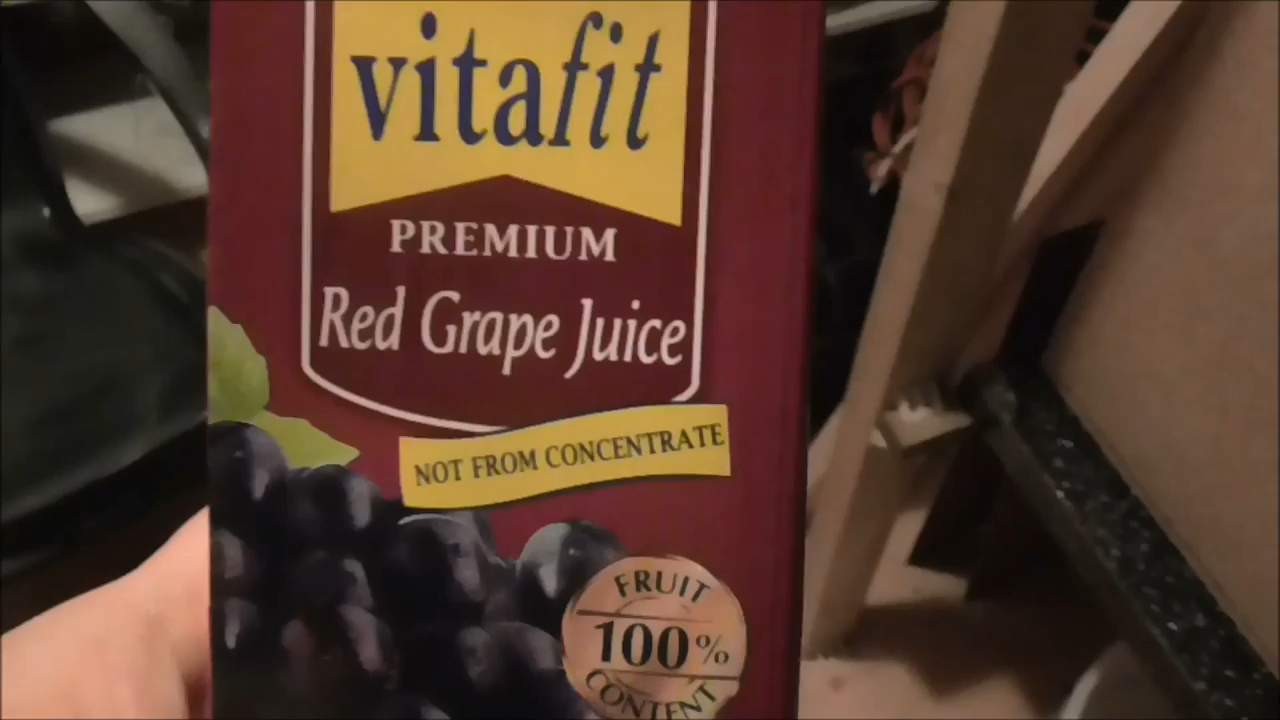 vitafit
PREMIUM
Red Grape Juice
NOT FROM CONCENTRATE
FRUIT
100%
CONTENT